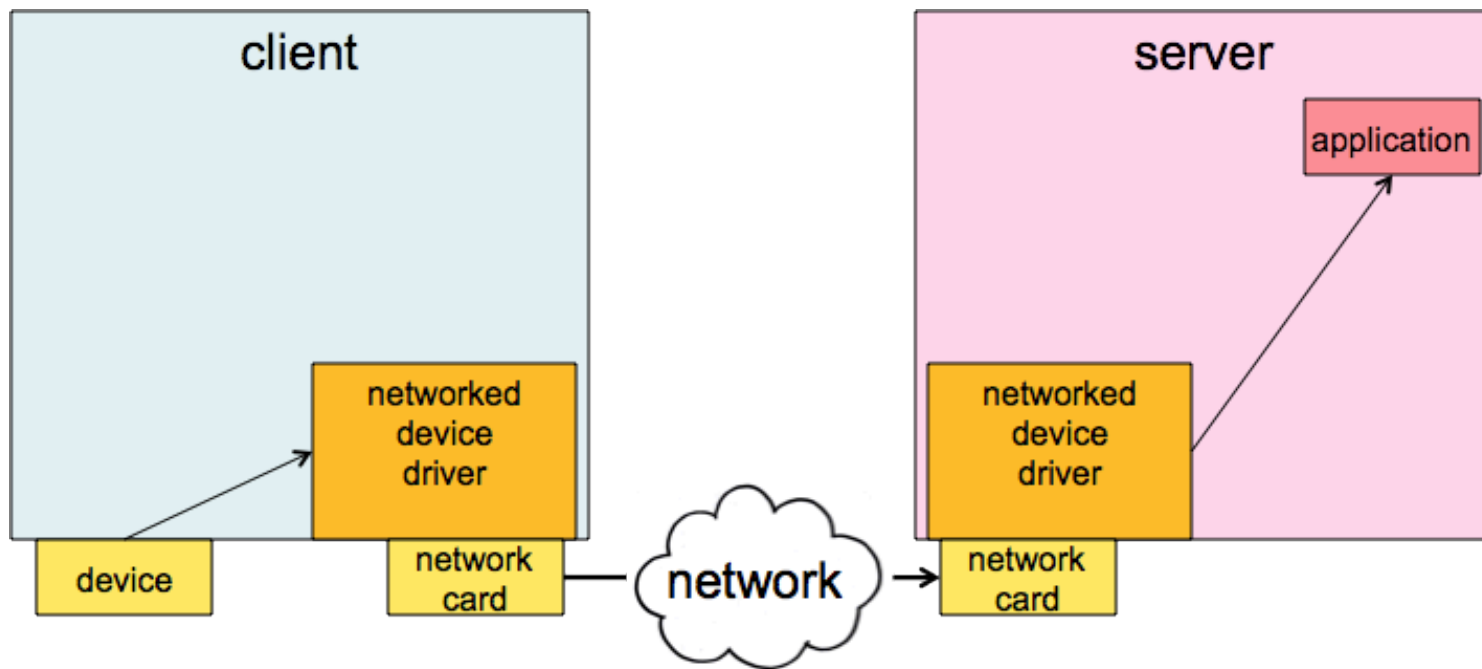 client
networked
device
driver
device
network
card
network
server
application
networked
device
driver
network
card